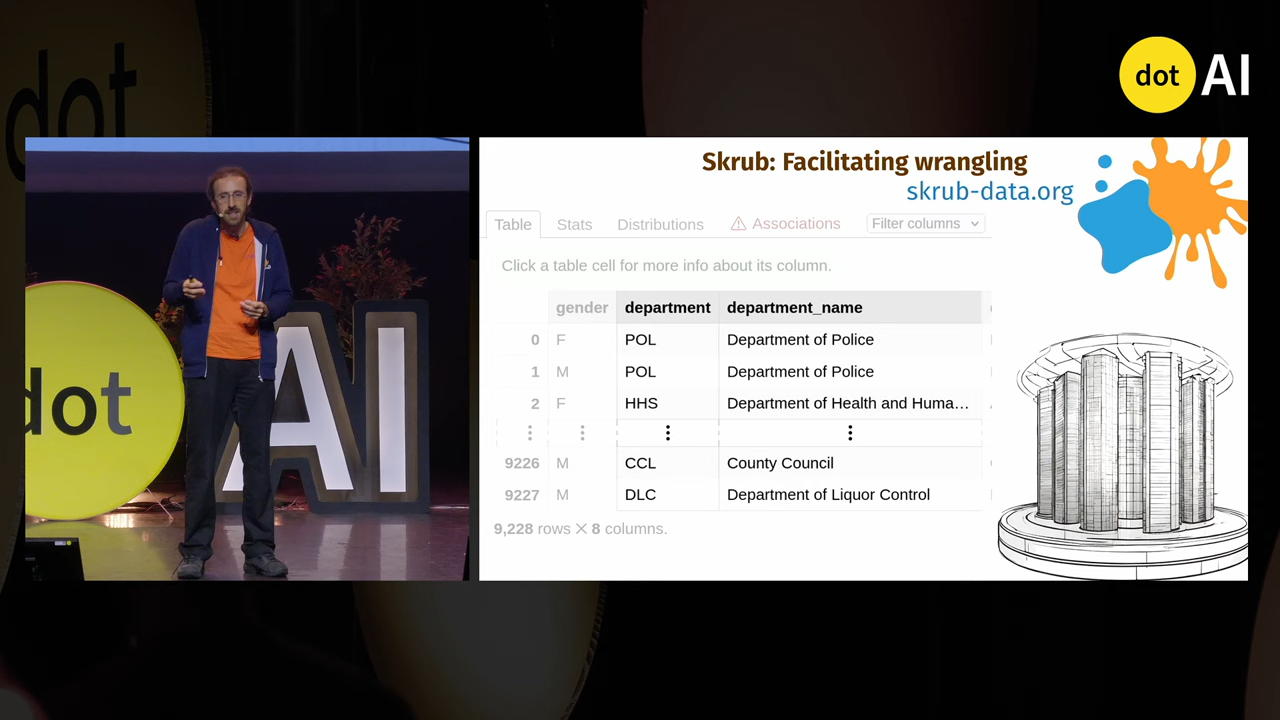 dot
dot AI
dot
AI
Skrub: Facilitating wrangling
skrub-data.org
Table Stats Distributions Associations Filter columns
Click a table cell for more info about its column.
gender department department_name
0 F POL Department of Police
1 M POL Department of Police
2 F HHS Department of Health and Huma…
⋮ ⋮ ⋮ ⋮
9226 M CCL County Council
9227 M DLC Department of Liquor Control
9,228 rows ✕ 8 columns.